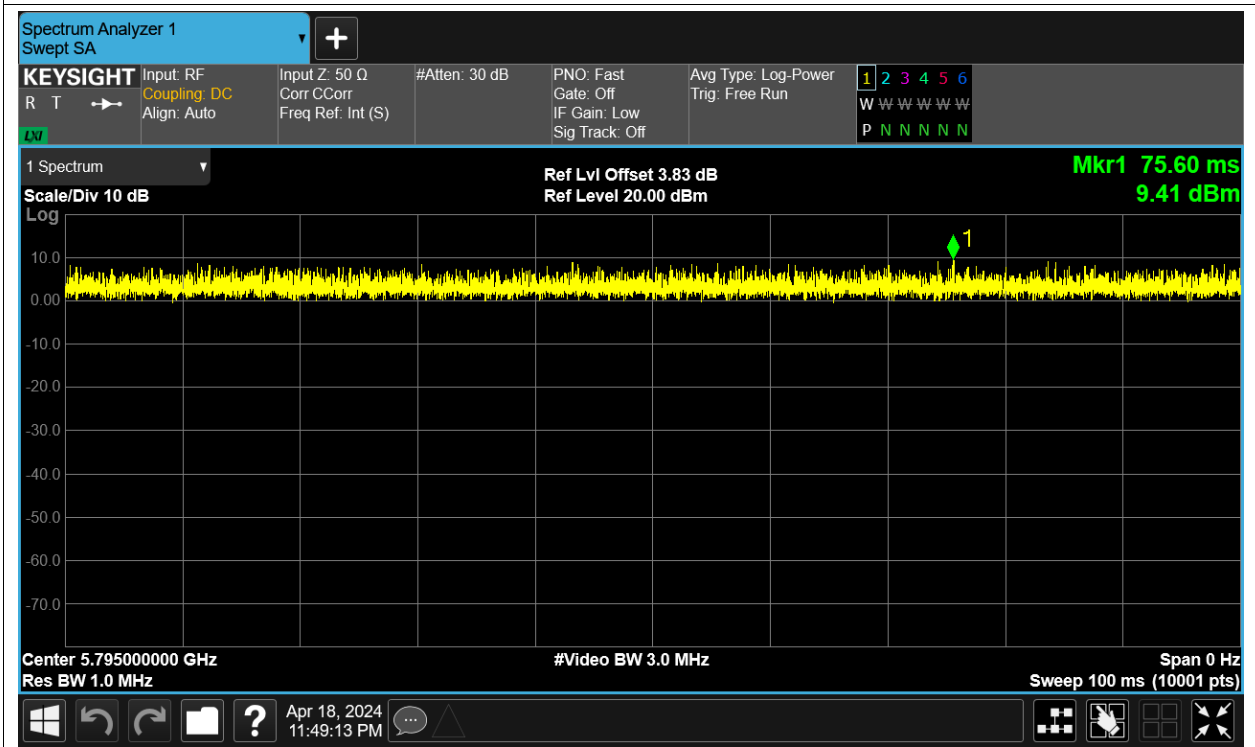 Spectrum Analyzer 1
Swept SA
KEYSIGHT
R T
LXI
Input: RF
Coupling: DC
Align: Auto
Input Z: 50 Ω
Corr CCorr
Freq Ref: Int (S)
#Atten: 30 dB
PNO: Fast
Gate: Off
IF Gain: Low
Sig Track: Off
Avg Type: Log-Power
Trig: Free Run
1 2 3 4 5 6
W W W W W W
P N N N N N
1 Spectrum
Scale/Div 10 dB
Ref Lvl Offset 3.83 dB
Ref Level 20.00 dBm
Mkr1 75.60 ms
9.41 dBm
Log
1
10.0
0.00
-10.0
-20.0
-30.0
-40.0
-50.0
-60.0
-70.0
Center 5.795000000 GHz
Res BW 1.0 MHz
#Video BW 3.0 MHz
Span 0 Hz
Sweep 100 ms (10001 pts)
?
Apr 18, 2024
11:49:13 PM